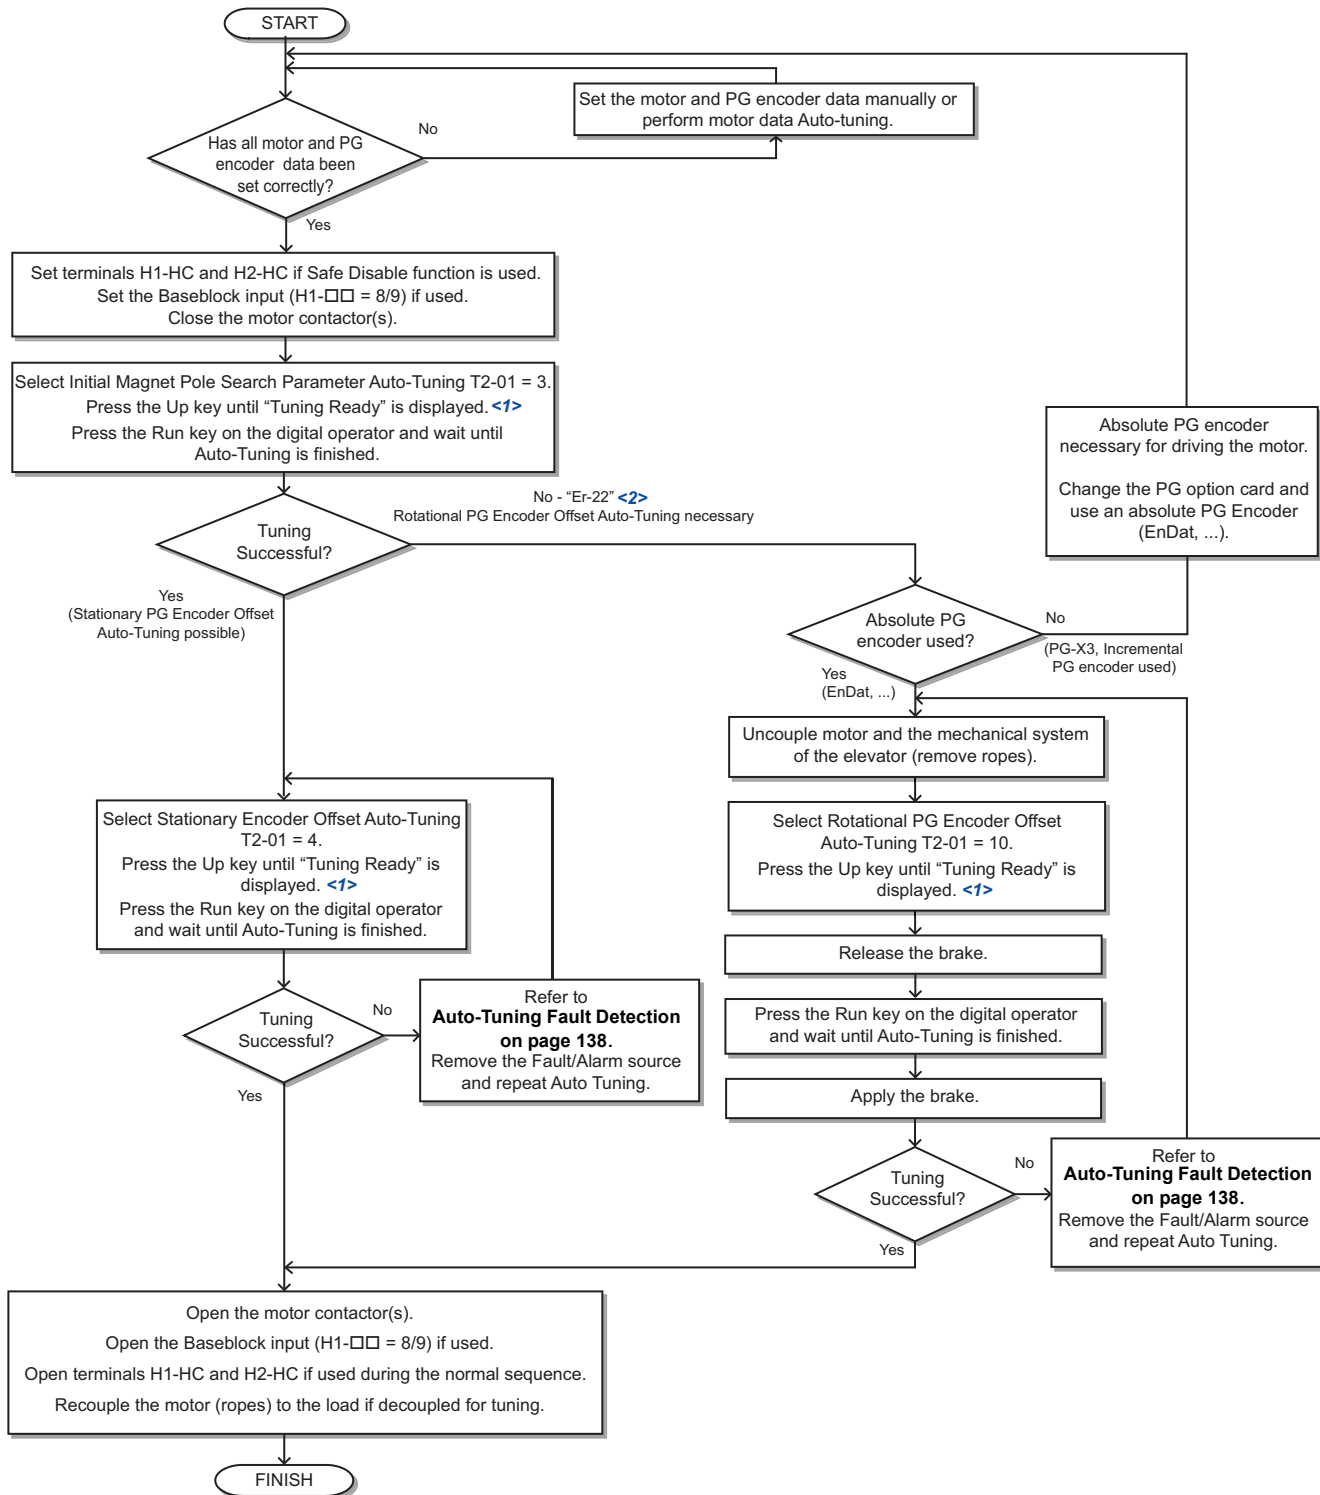 START
Set the motor and PG encoder data manually or
perform motor data Auto-tuning.
Has all motor and PG
encoder data been
set correctly?
No
Yes
Set terminals H1-HC and H2-HC if Safe Disable function is used.
Set the Baseblock input (H1-□□ = 8/9) if used.
Close the motor contactor(s).
Select Initial Magnet Pole Search Parameter Auto-Tuning T2-01 = 3.
Press the Up key until “Tuning Ready” is displayed. <1>
Press the Run key on the digital operator and wait until
Auto-Tuning is finished.
Absolute PG encoder
necessary for driving the motor.
Change the PG option card and
use an absolute PG Encoder
(EnDat, ...).
No - “Er-22” <2>
Rotational PG Encoder Offset Auto-Tuning necessary
Tuning
Successful?
Yes
(Stationary PG Encoder Offset
Auto-Tuning possible)
Absolute PG
encoder used?
No
(PG-X3, Incremental
PG encoder used)
Yes
(EnDat, ...)
Uncouple motor and the mechanical system
of the elevator (remove ropes).
Select Stationary Encoder Offset Auto-Tuning
T2-01 = 4.
Press the Up key until “Tuning Ready” is
displayed. <1>
Press the Run key on the digital operator
and wait until Auto-Tuning is finished.
Select Rotational PG Encoder Offset
Auto-Tuning T2-01 = 10.
Press the Up key until “Tuning Ready” is
displayed. <1>
Release the brake.
Tuning
Successful?
No
Yes
Refer to
Auto-Tuning Fault Detection
on page 138.
Remove the Fault/Alarm source
and repeat Auto Tuning.
Press the Run key on the digital operator
and wait until Auto-Tuning is finished.
Apply the brake.
Tuning
Successful?
No
Yes
Refer to
Auto-Tuning Fault Detection
on page 138.
Remove the Fault/Alarm source
and repeat Auto Tuning.
Open the motor contactor(s).
Open the Baseblock input (H1-□□ = 8/9) if used.
Open terminals H1-HC and H2-HC if used during the normal sequence.
Recouple the motor (ropes) to the load if decoupled for tuning.
FINISH